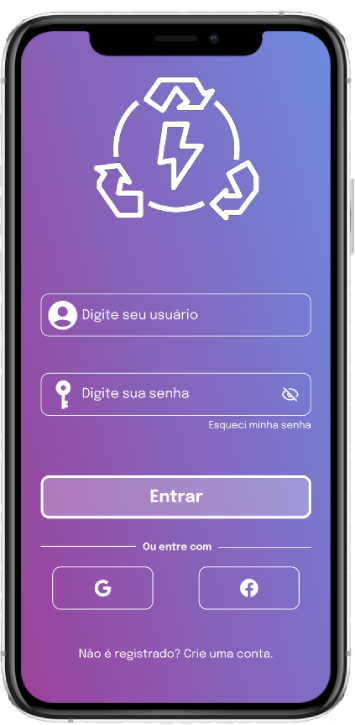 Digite seu usuário
Digite sua senha
Esqueci minha senha
Entrar
Ou entre com
G
Não é registrado? Crie uma conta.